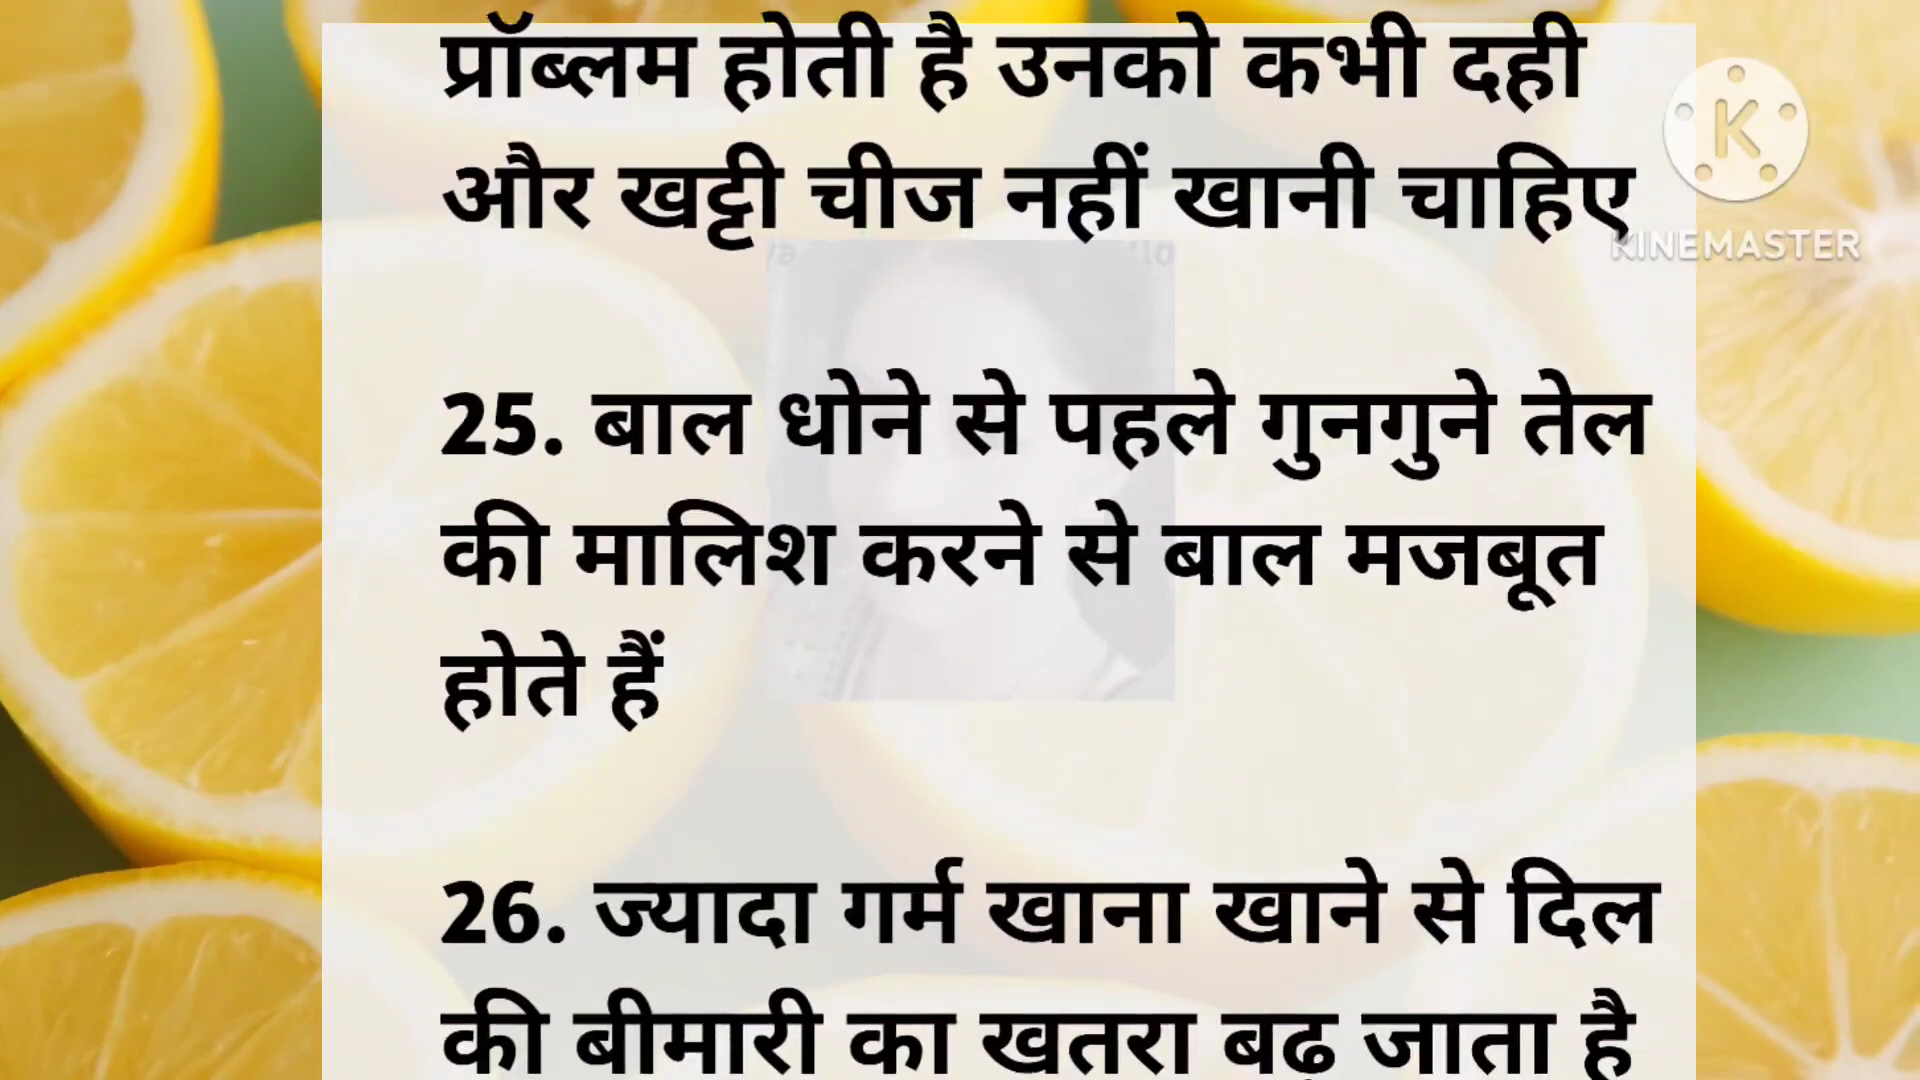 प्रॉब्लम होती है उनको कभी दही
और खट्टी चीज नहीं खानी चाहिए
K
KINEMASTER
25. बाल धोने से पहले गुनगुने तेल
की मालिश करने से बाल मजबूत
होते हैं
26. ज्यादा गर्म खाना खाने से दिल
की बीमारी का खतरा बढ़ जाता है